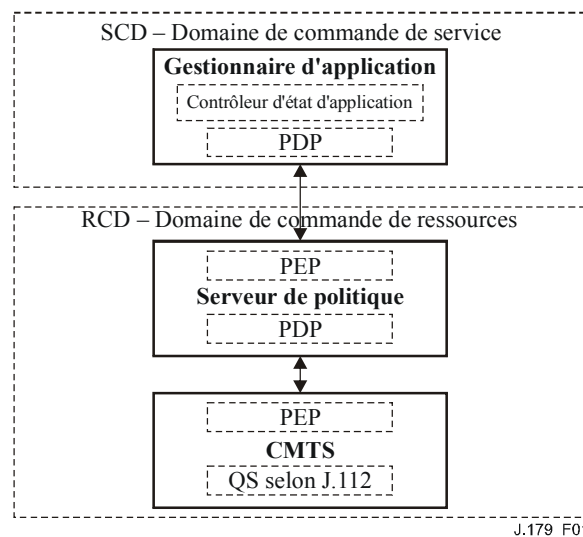 SCD – Domaine de commande de service
Gestionnaire d'application
Contrôleur d'état d'application
PDP
RCD – Domaine de commande de ressources
PEP
Serveur de politique
PDP
PEP
CMTS
QS selon J.112
J.179_F01